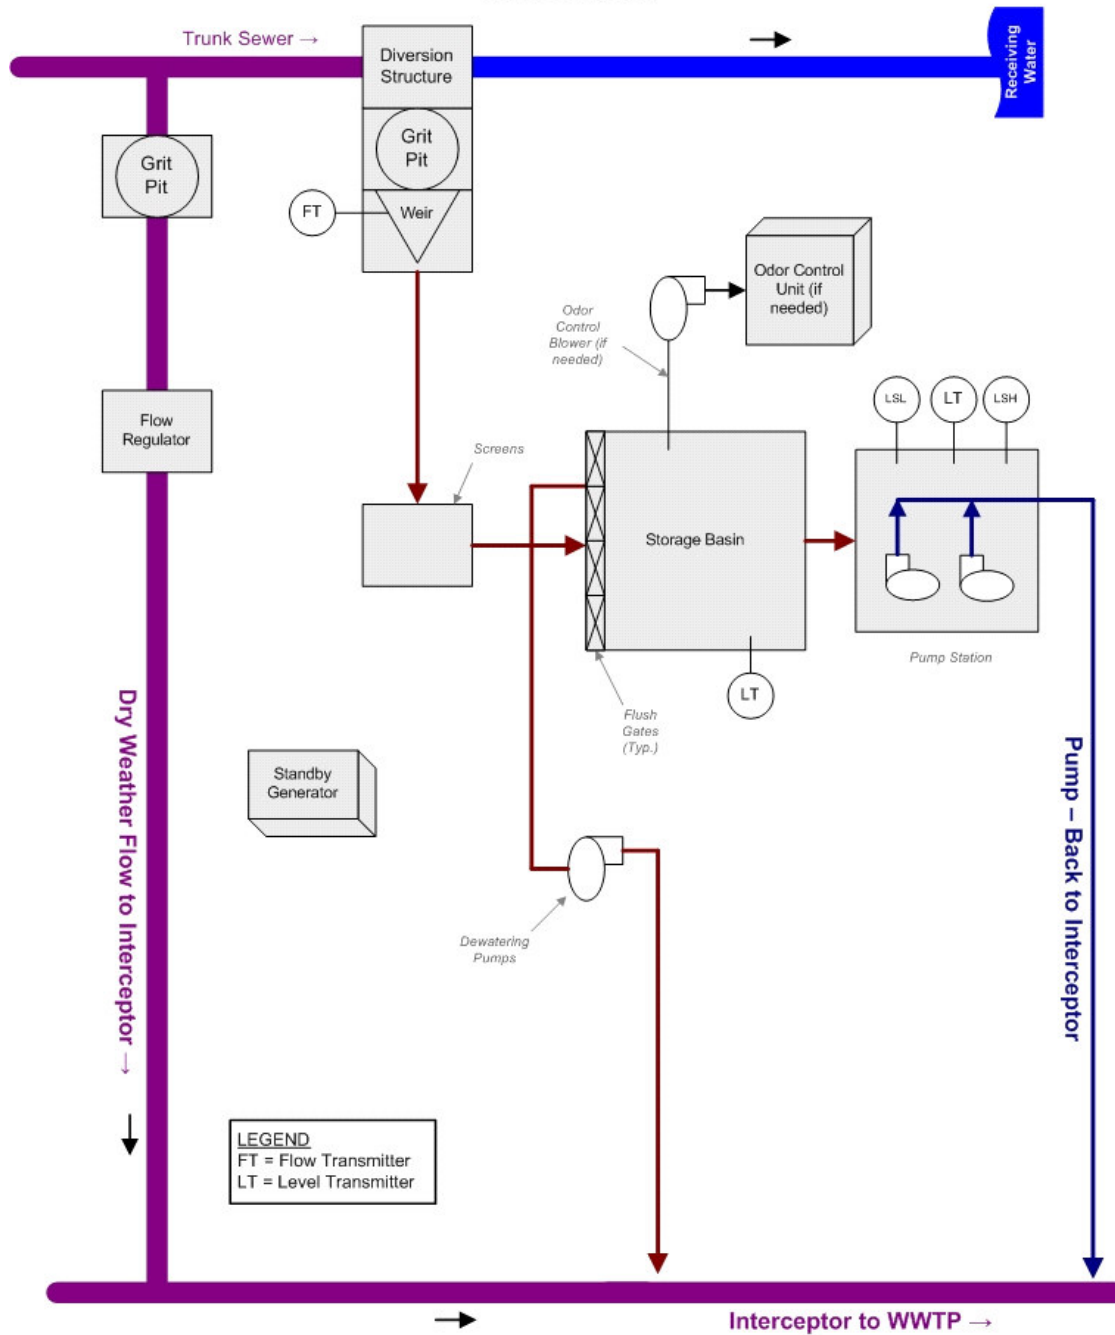 Trunk Sewer →
Diversion
Structure
Receiving
Water
Grit
Pit
Grit
Pit
FT
Weir
Odor Control
Unit (if
needed)
Odor
Control
Blower (if
needed)
Flow
Regulator
LSL
LT
LSH
Screens
Storage Basin
Pump Station
LT
Flush
Gates
(Typ.)
Dry Weather Flow to Interceptor →
Standby
Generator
Pump – Back to Interceptor
Dewatering
Pumps
LEGEND
FT = Flow Transmitter
LT = Level Transmitter
Interceptor to WWTP →